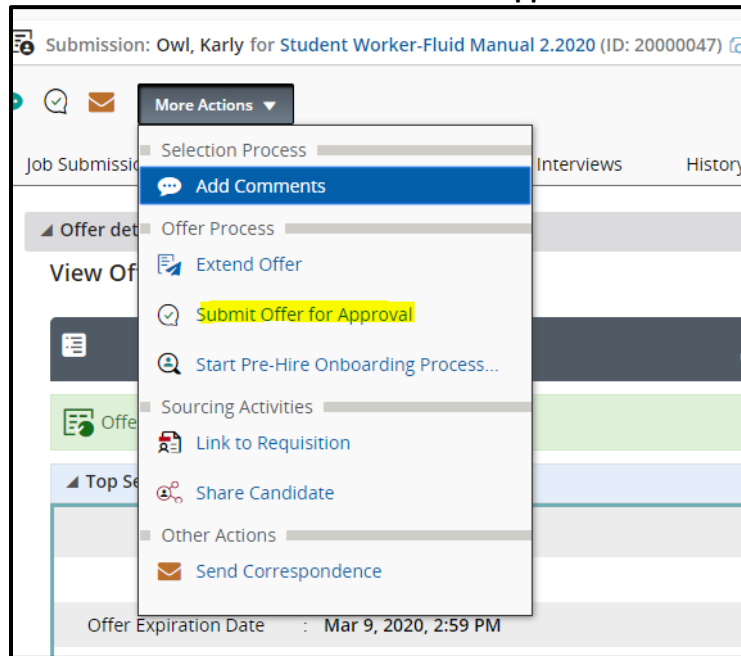 Submission: Owl, Karly for Student Worker-Fluid Manual 2.2020 (ID: 20000047)
More Actions
Job Submissio
Interviews
History
Selection Process
Add Comments
Offer det
Offer Process
View Of
Extend Offer
Submit Offer for Approval
Start Pre-Hire Onboarding Process...
Offe
Sourcing Activities
Link to Requisition
Top Se
Share Candidate
Other Actions
Send Correspondence
Offer Expiration Date : Mar 9, 2020, 2:59 PM